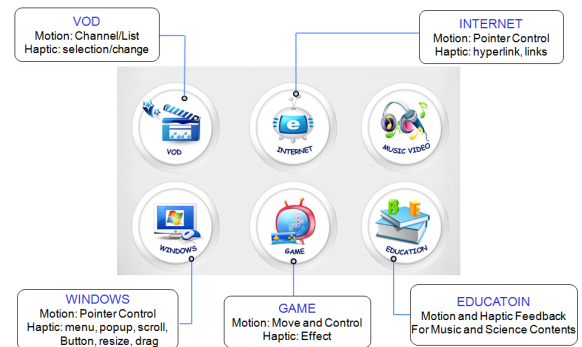 VOD
Motion: Channel/List
Haptic: selection/change
INTERNET
Motion: Pointer Control
Haptic: hyperlink, links
VOD
e
INTERNET
MUSIC VIDEO
WINDOWS
GAME
B E
EDUCATION
WINDOWS
Motion: Pointer Control
Haptic: menu, popup, scroll,
Button, resize, drag
GAME
Motion: Move and Control
Haptic: Effect
EDUCATOIN
Motion and Haptic Feedback
For Music and Science Contents